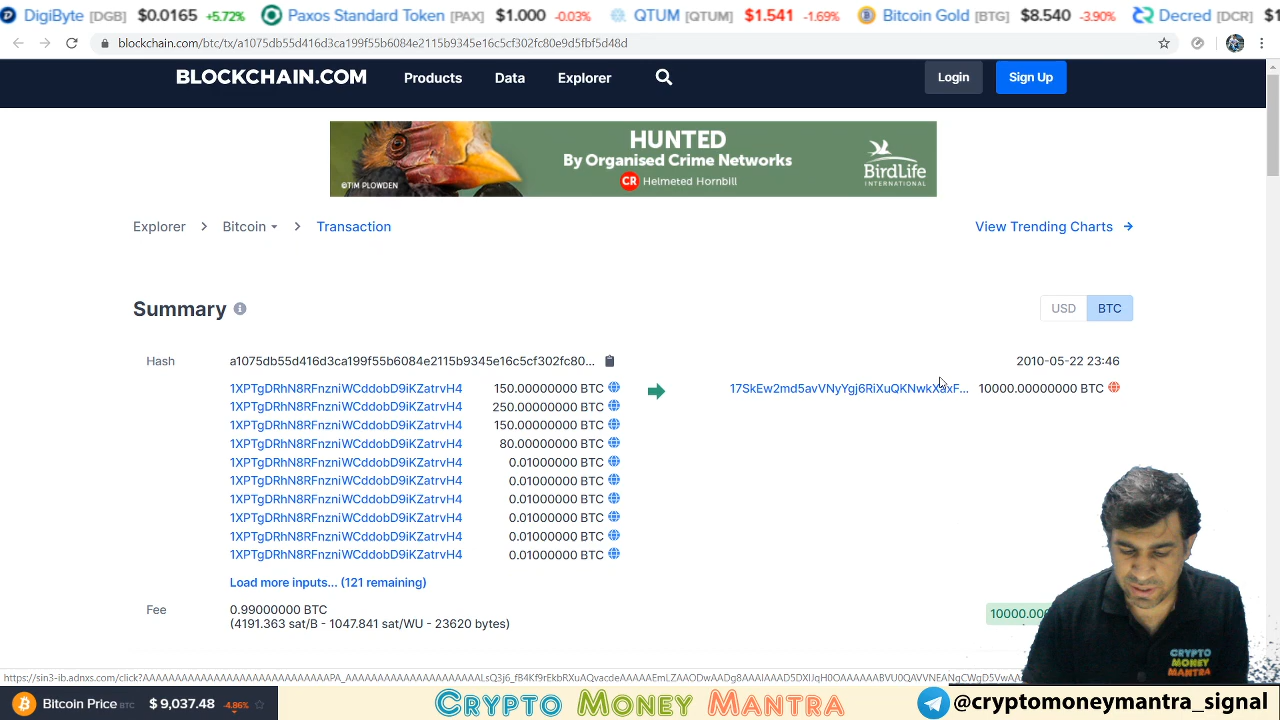 DigiByte [DGB] $0.0165 +5.72% Paxos Standard Token [PAX] $1.000 -0.03% QTUM [QTUM] $1.541 -1.69% Bitcoin Gold [BTG] $8.540 -3.90% Decred [DCR] $1
blockchain.com/btc/tx/a1075db55d416d3ca199f55b6084e2115b9345e16c5cf302fc80e9d5fbf5d48d
BLOCKCHAIN.COM Products Data Explorer Login Sign Up
HUNTED
By Organised Crime Networks
CR Helmeted Hornbill
©TIM PLOWDEN
BirdLife
INTERNATIONAL
Explorer > Bitcoin > Transaction View Trending Charts
Summary USD BTC
Hash a1075db55d416d3ca199f55b6084e2115b9345e16c5cf302fc80... 2010-05-22 23:46
1XPTgDRhN8RFnzniWCddobD9iKZatrvH4 150.00000000 BTC 17SkEw2md5avVNyYgj6RiXuQKNwkXaxF... 10000.00000000 BTC
1XPTgDRhN8RFnzniWCddobD9iKZatrvH4 250.00000000 BTC
1XPTgDRhN8RFnzniWCddobD9iKZatrvH4 150.00000000 BTC
1XPTgDRhN8RFnzniWCddobD9iKZatrvH4 80.00000000 BTC
1XPTgDRhN8RFnzniWCddobD9iKZatrvH4 0.01000000 BTC
1XPTgDRhN8RFnzniWCddobD9iKZatrvH4 0.01000000 BTC
1XPTgDRhN8RFnzniWCddobD9iKZatrvH4 0.01000000 BTC
1XPTgDRhN8RFnzniWCddobD9iKZatrvH4 0.01000000 BTC
1XPTgDRhN8RFnzniWCddobD9iKZatrvH4 0.01000000 BTC
1XPTgDRhN8RFnzniWCddobD9iKZatrvH4 0.01000000 BTC
Load more inputs... (121 remaining)
Fee 0.99000000 BTC 10000.00
(4191.363 sat/B - 1047.841 sat/WU - 23620 bytes)
CRYPTO
MONEY
MANTRA
Bitcoin Price BTC $ 9,037.48 -4.86% CRYPTO MONEY MANTRA @cryptomoneymantra_signal